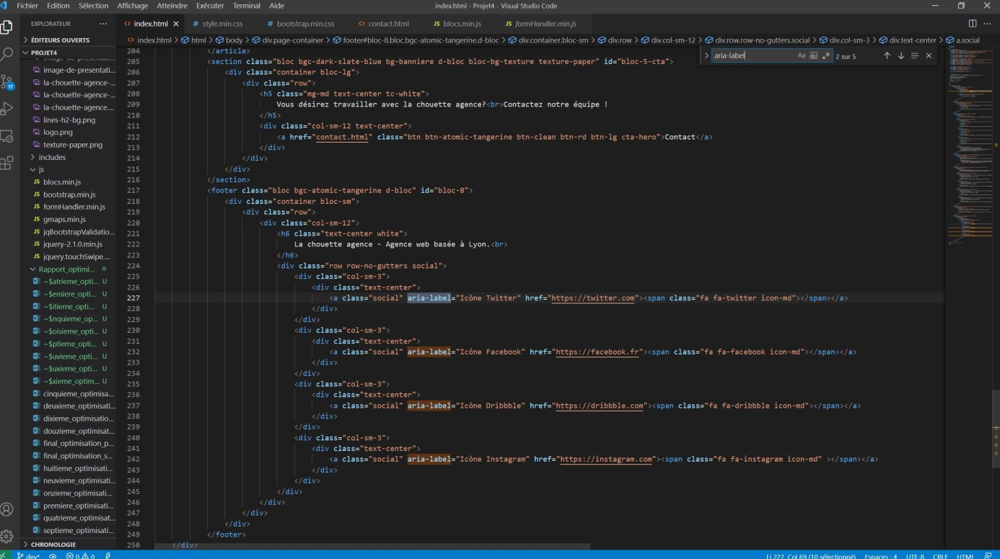 Fichier Edition Sélection Affichage Atteindre Exécuter Terminal Aide index.html - Projet4 - Visual Studio Code
EXPLORATEUR ··· index.html style.min.css bootstrap.min.css contact.html blocs.min.js formHandler.min.js
ÉDITEURS OUVERTS
index.html > html > body > div.page-container > footer#bloc-8.bloc.bgc-atomic-tangerine.d-bloc > div.container.bloc-sm > div.row > div.col-sm-12 > div.row.row-no-gutters.social > div.col-sm-3 > div.text-center > a.social
PROJET4
aria-label 2 sur 5
image-de-presentati...
image-de-presentati...
la-chouette-agence-...
la-chouette-agence-...
la-chouette-agence....
lines-h2-bg.png
logo.png
texture-paper.png
includes
js
blocs.min.js
bootstrap.min.js
formHandler.min.js
gmaps.min.js
jqBootstrapValidatio...
jquery-2.1.0.min.js
jquery.touchSwipe....
Rapport_optimi...
~$atrieme_opti... U
~$emiere_opti... U
~$itieme_opti... U
~$nquieme_op... U
~$oisieme_opti... U
~$ptieme_opti... U
~$uvieme_opti... U
~$uxieme_opti... U
~$xieme_optim... U
cinquieme_optimisa...
deuxieme_optimisati...
dixieme_optimisatio...
douzieme_optimisat...
final_optimisation_p...
final_optimisation_s...
huitieme_optimisati...
neuvieme_optimisati...
onzieme_optimisati...
premiere_optimisati...
quatrieme_optimisat...
septieme_optimisati...
CHRONOLOGIE
204 </article>
205 <section class="bloc bgc-dark-slate-blue bg-banniere d-bloc bloc-bg-texture texture-paper" id="bloc-5-cta">
206 <div class="container bloc-lg">
207 <div class="row">
208 <h5 class="mg-md text-center tc-white">
209 Vous désirez travailler avec la chouette agence?<br>Contactez notre équipe !
210 </h5>
211 <div class="col-sm-12 text-center">
212 <a href="contact.html" class="btn btn-atomic-tangerine btn-clean btn-rd btn-lg cta-hero">Contact</a>
213 </div>
214 </div>
215 </div>
216 </section>
217 <footer class="bloc bgc-atomic-tangerine d-bloc" id="bloc-8">
218 <div class="container bloc-sm">
219 <div class="row">
220 <div class="col-sm-12">
221 <h6 class="text-center white">
222 La chouette agence - Agence web basée à Lyon.<br>
223 </h6>
224 <div class="row row-no-gutters social">
225 <div class="col-sm-3">
226 <div class="text-center">
227 <a class="social" aria-label="Icône Twitter" href="https://twitter.com"><span class="fa fa-twitter icon-md"></span></a>
228 </div>
229 </div>
230 <div class="col-sm-3">
231 <div class="text-center">
232 <a class="social" aria-label="Icône Facebook" href="https://facebook.fr"><span class="fa fa-facebook icon-md"></span></a>
233 </div>
234 </div>
235 <div class="col-sm-3">
236 <div class="text-center">
237 <a class="social" aria-label="Icône Dribbble" href="https://dribbble.com"><span class="fa fa-dribbble icon-md"></span></a>
238 </div>
239 </div>
240 <div class="col-sm-3">
241 <div class="text-center">
242 <a class="social" aria-label="Icône Instagram" href="https://instagram.com"><span class="fa fa-instagram icon-md" ></span></a>
243 </div>
244 </div>
245 </div>
246 </div>
247 </div>
248 </div>
249 </footer>
250 </div>
dev* 0 0 Li 227, Col 69 (10 sélectionné) Espaces : 4 UTF-8 CRLF HTML